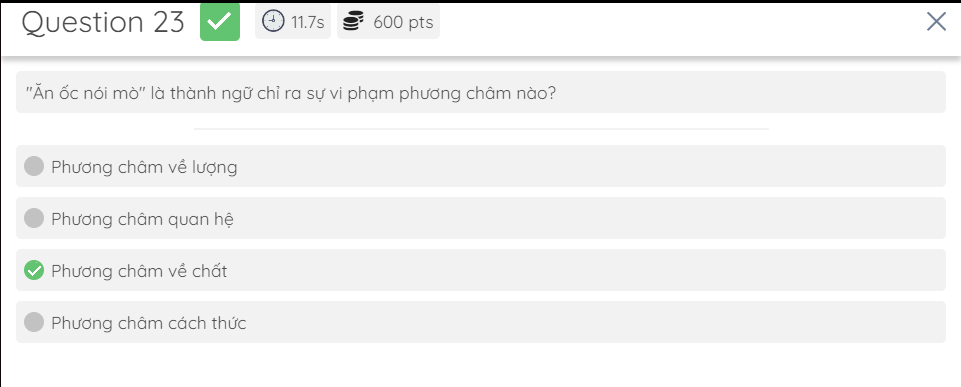 Question 23
11.7s
600 pts
"Ăn ốc nói mò" là thành ngữ chỉ ra sự vi phạm phương châm nào?
Phương châm về lượng
Phương châm quan hệ
Phương châm về chất
Phương châm cách thức